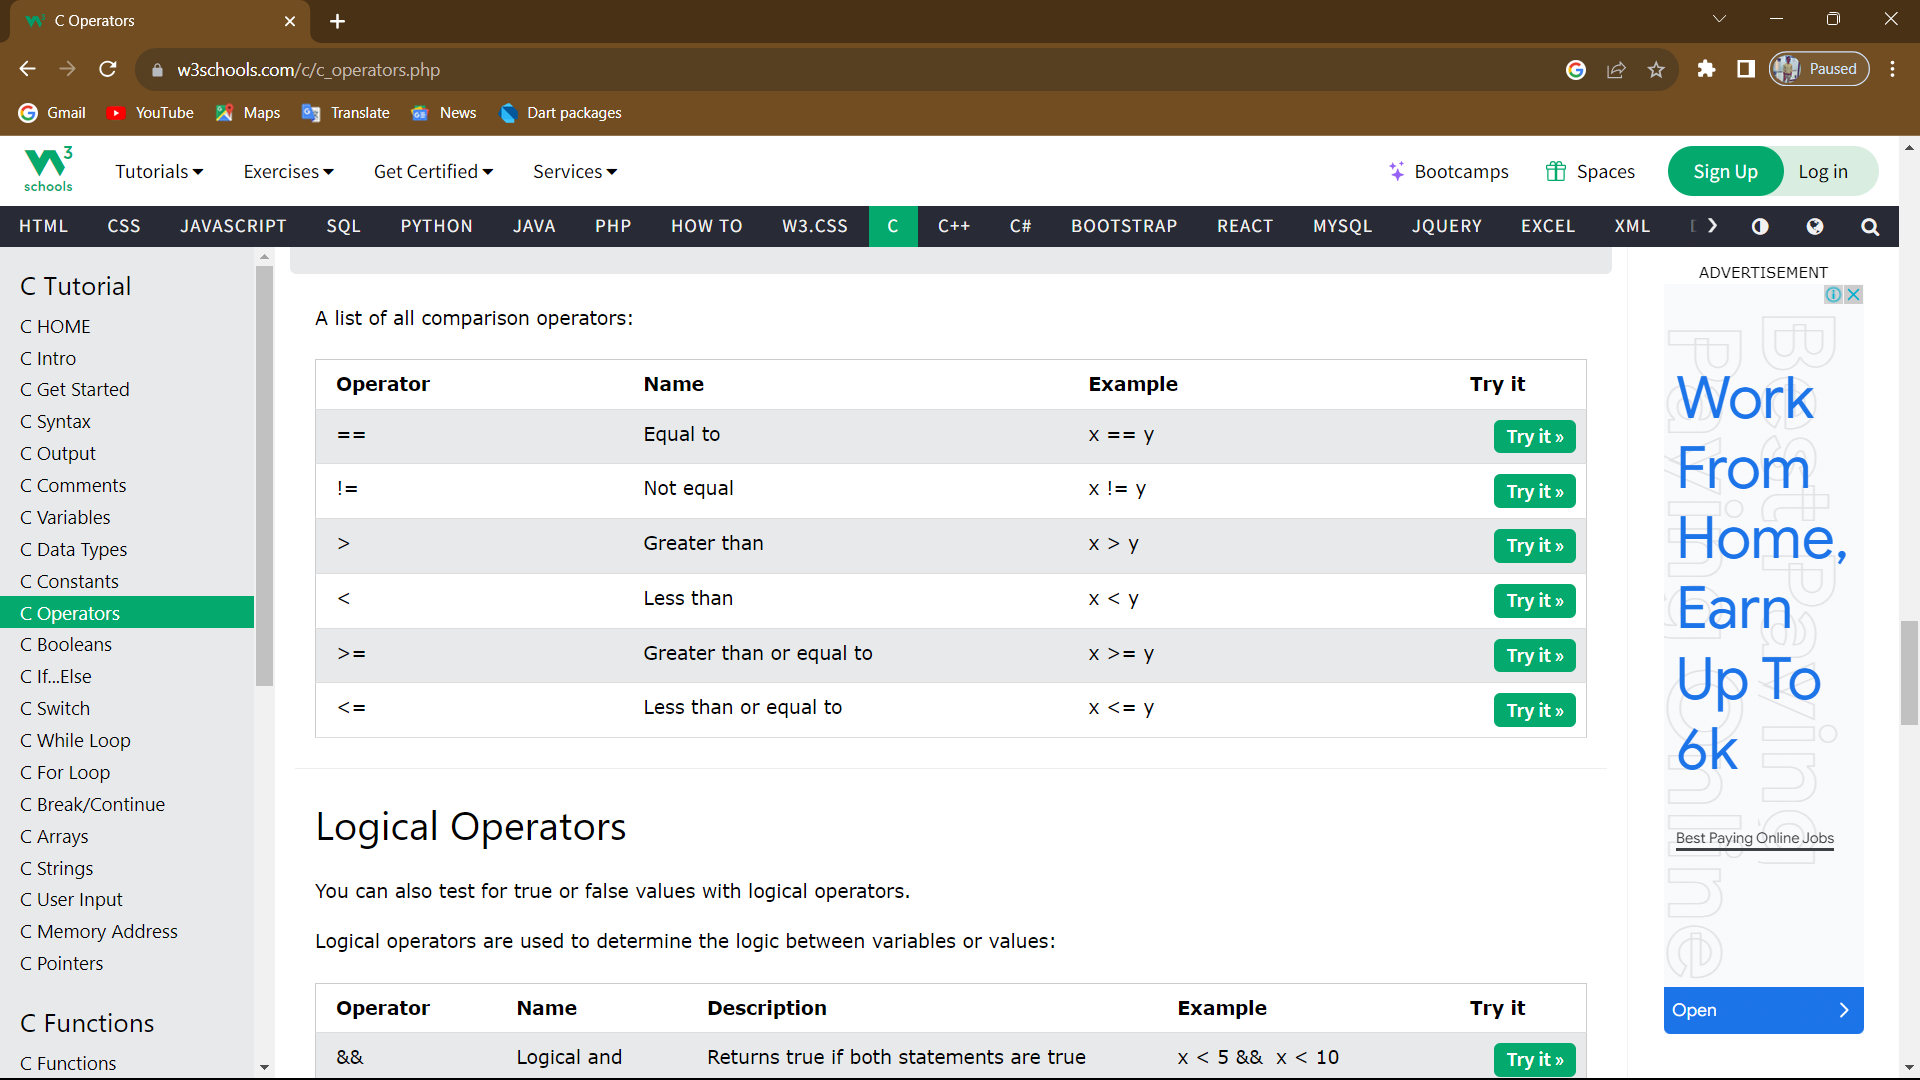 C Operators
w3schools.com/c/c_operators.php
Paused
Gmail YouTube Maps Translate News Dart packages
W3 schools
Tutorials Exercises Get Certified Services Bootcamps Spaces Sign Up Log in
HTML CSS JAVASCRIPT SQL PYTHON JAVA PHP HOW TO W3.CSS C C++ C# BOOTSTRAP REACT MYSQL JQUERY EXCEL XML
C Tutorial
C HOME
C Intro
C Get Started
C Syntax
C Output
C Comments
C Variables
C Data Types
C Constants
C Operators
C Booleans
C If...Else
C Switch
C While Loop
C For Loop
C Break/Continue
C Arrays
C Strings
C User Input
C Memory Address
C Pointers
C Functions
C Functions
A list of all comparison operators:
Operator Name Example Try it
== Equal to x == y Try it »
!= Not equal x != y Try it »
> Greater than x > y Try it »
< Less than x < y Try it »
>= Greater than or equal to x >= y Try it »
<= Less than or equal to x <= y Try it »
Logical Operators
You can also test for true or false values with logical operators.
Logical operators are used to determine the logic between variables or values:
Operator Name Description Example Try it
&& Logical and Returns true if both statements are true x < 5 && x < 10 Try it »
ADVERTISEMENT
Best Paying
Paying Online
Work
From
Home,
Earn
Up To
6k
Best Paying Online Jobs
Open